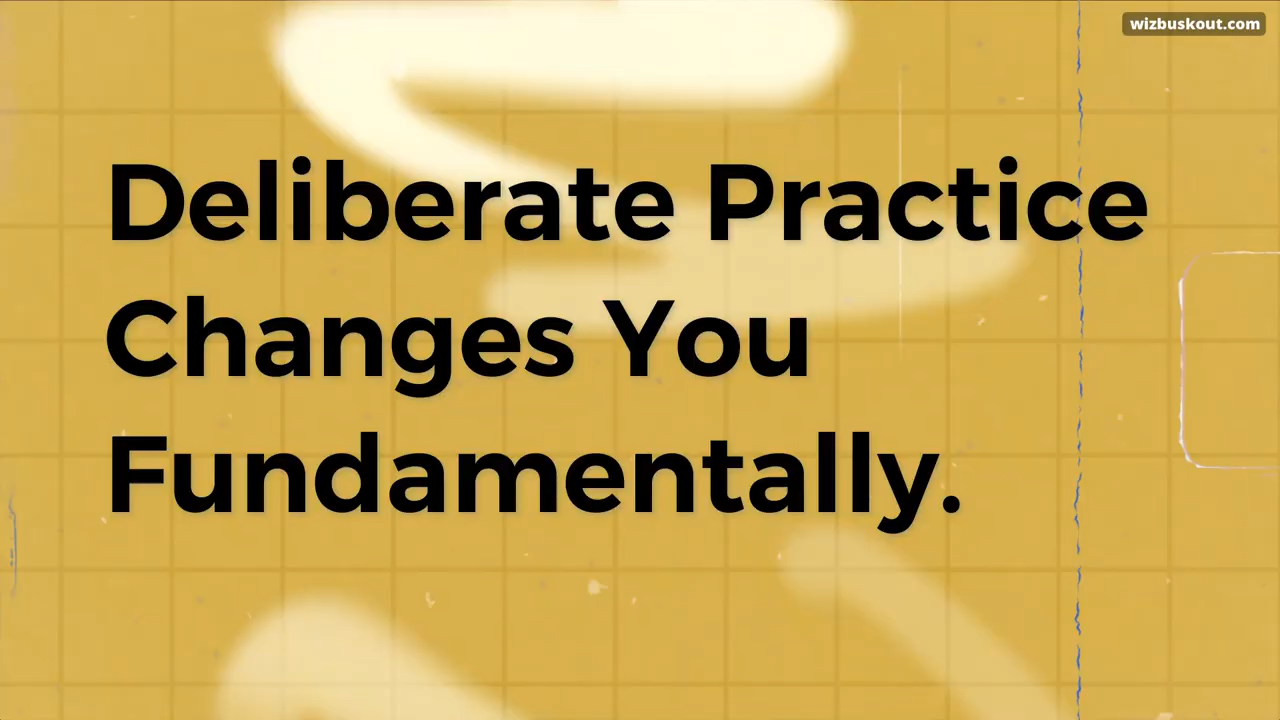 wizbuskout.com
Deliberate Practice
Changes You
Fundamentally.